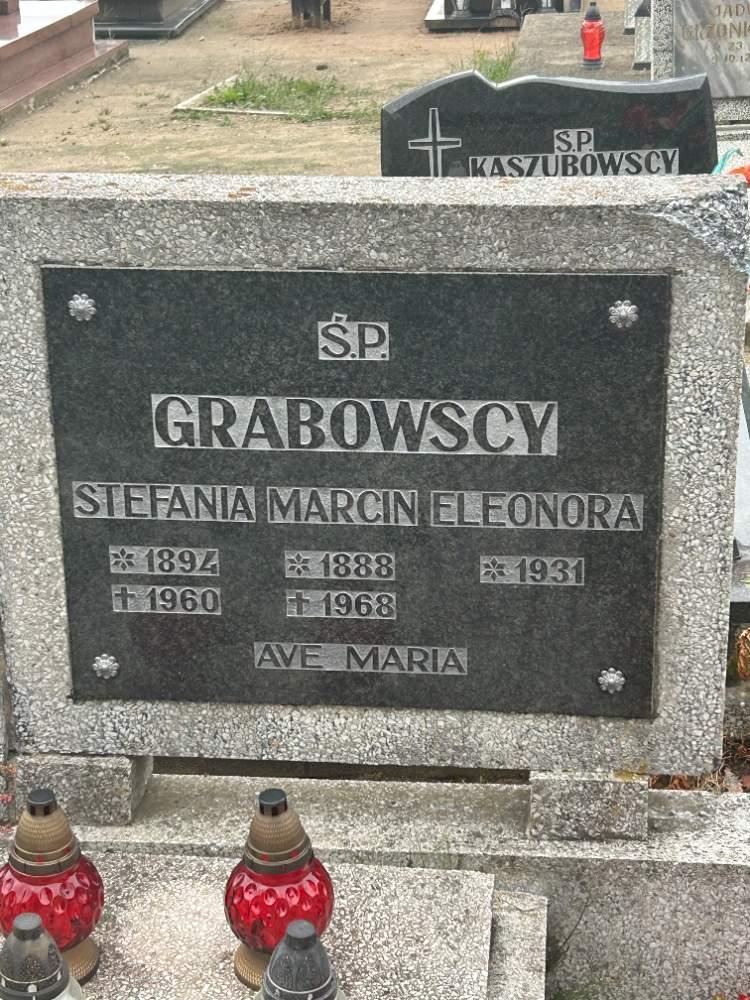 Ś.P.
KASZUBOWSCY
Ś.P.
GRABOWSCY
STEFANIA MARCIN ELEONORA
* 1894 * 1888 * 1931
† 1960 † 1968
AVE MARIA